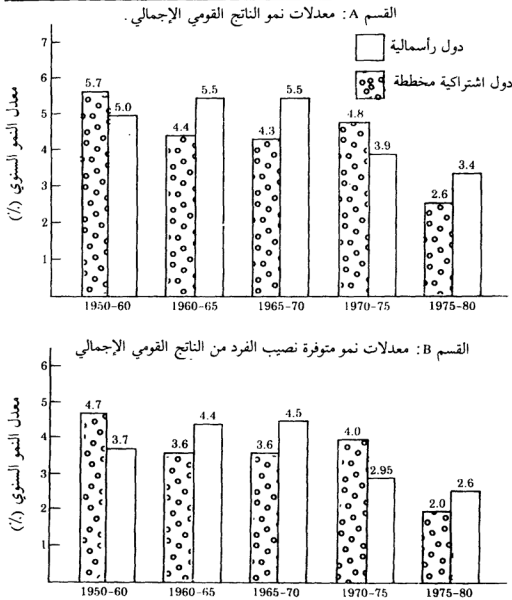 القسم A: معدلات نمو الناتج القومي الإجمالي.
دول رأسمالية
دول اشتراكية مخططة
معدل النمو السنوي (٪)
7
6
5
4
3
2
1
5.7 5.0 4.4 5.5 4.3 5.5 4.8 3.9 2.6 3.4
1950-60 1960-65 1965-70 1970-75 1975-80
القسم B: معدلات نمو متوفرة نصيب الفرد من الناتج القومي الإجمالي
معدل النمو السنوي (٪)
6
5
4
3
2
1
4.7 3.7 3.6 4.4 3.6 4.5 4.0 2.95 2.0 2.6
1950-60 1960-65 1965-70 1970-75 1975-80